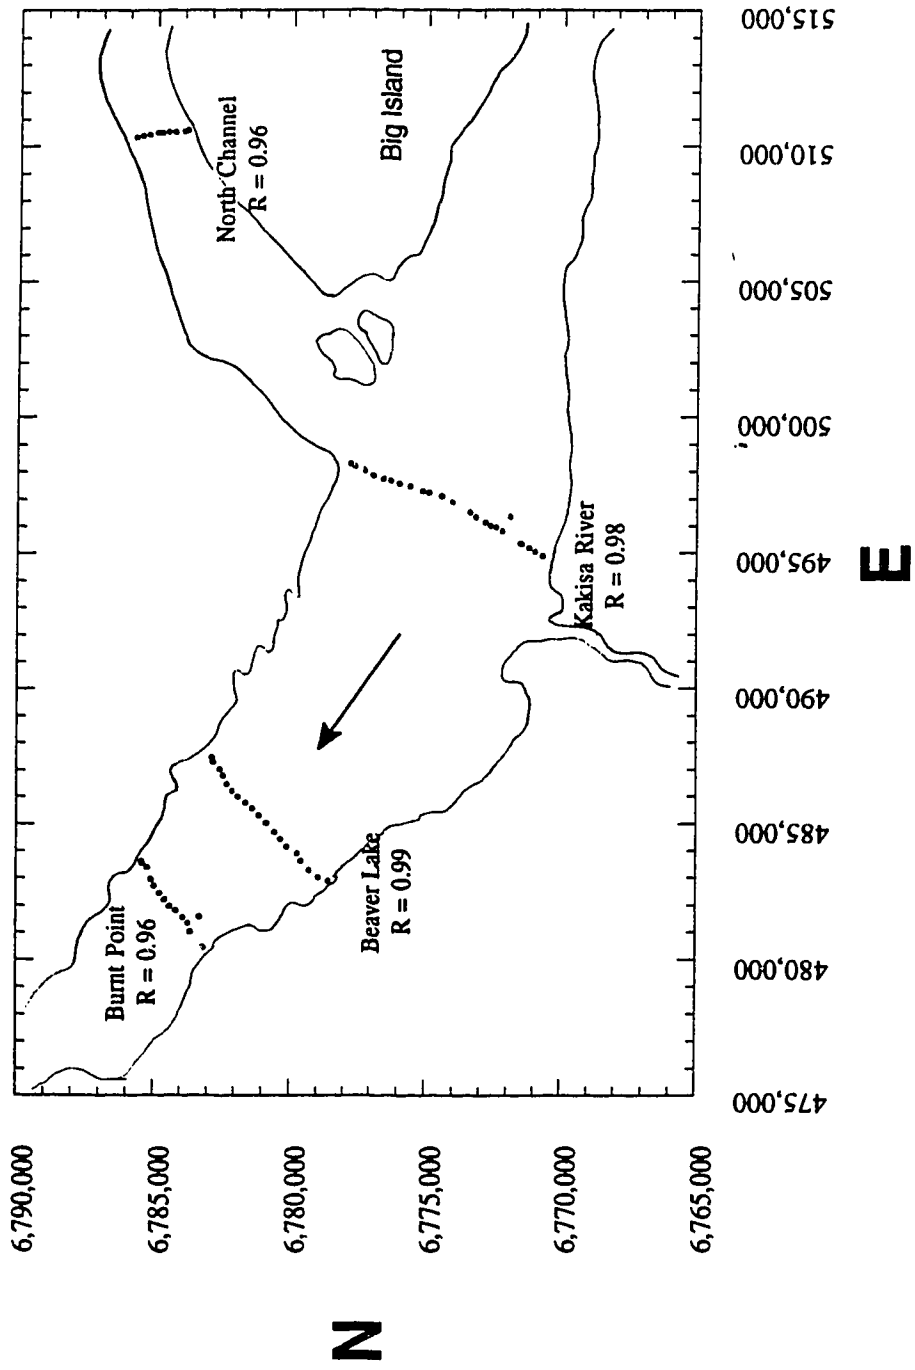 N
6,790,000
6,785,000
6,780,000
6,775,000
6,770,000
6,765,000
475,000
480,000
485,000
490,000
495,000
500,000
505,000
510,000
515,000
E
Burnt Point
R = 0.96
Beaver Lake
R = 0.99
Kakisa River
R = 0.98
North Channel
R = 0.96
Big Island